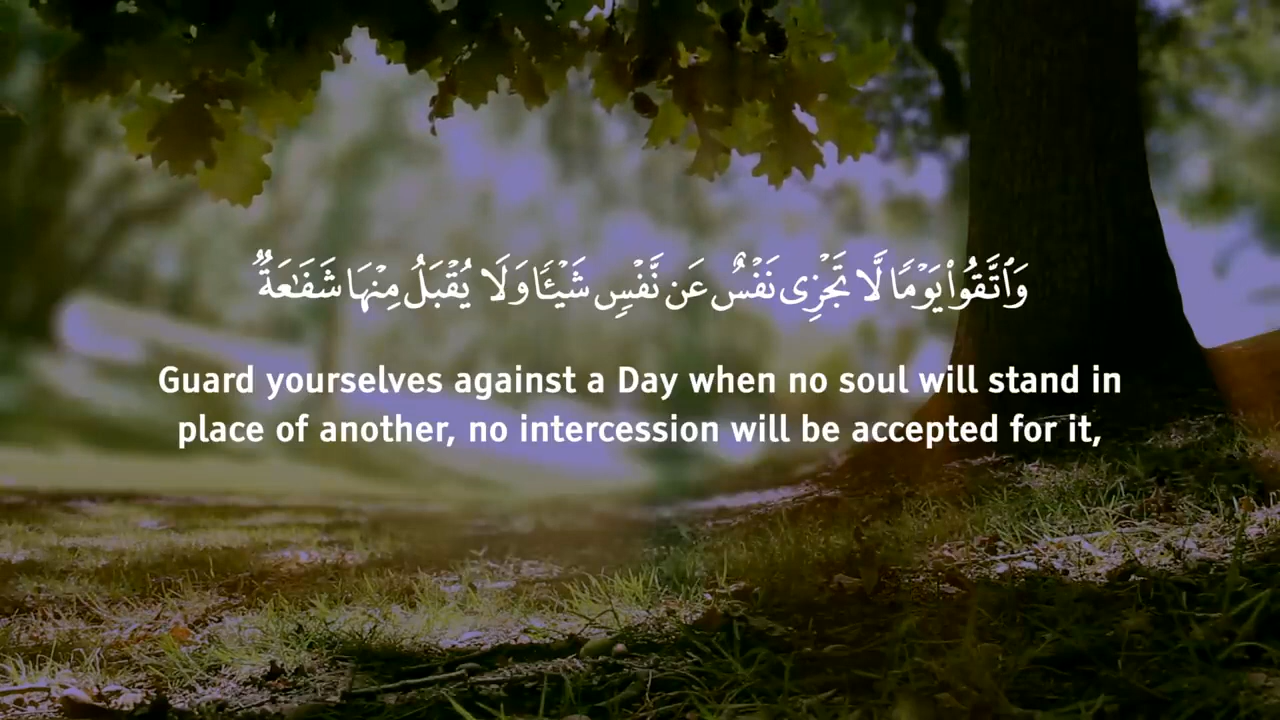 وَٱتَّقُوا۟ يَوْمًا لَّا تَجْزِى نَفْسٌ عَن نَّفْسٍ شَيْـًٔا وَلَا يُقْبَلُ مِنْهَا شَفَـٰعَةٌ
Guard yourselves against a Day when no soul will stand in
place of another, no intercession will be accepted for it,